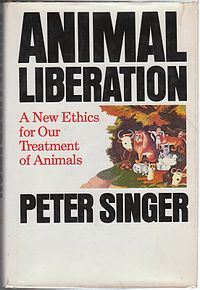 ANIMAL
LIBERATION
A New Ethics
for Our
Treatment
of Animals
PETER SINGER